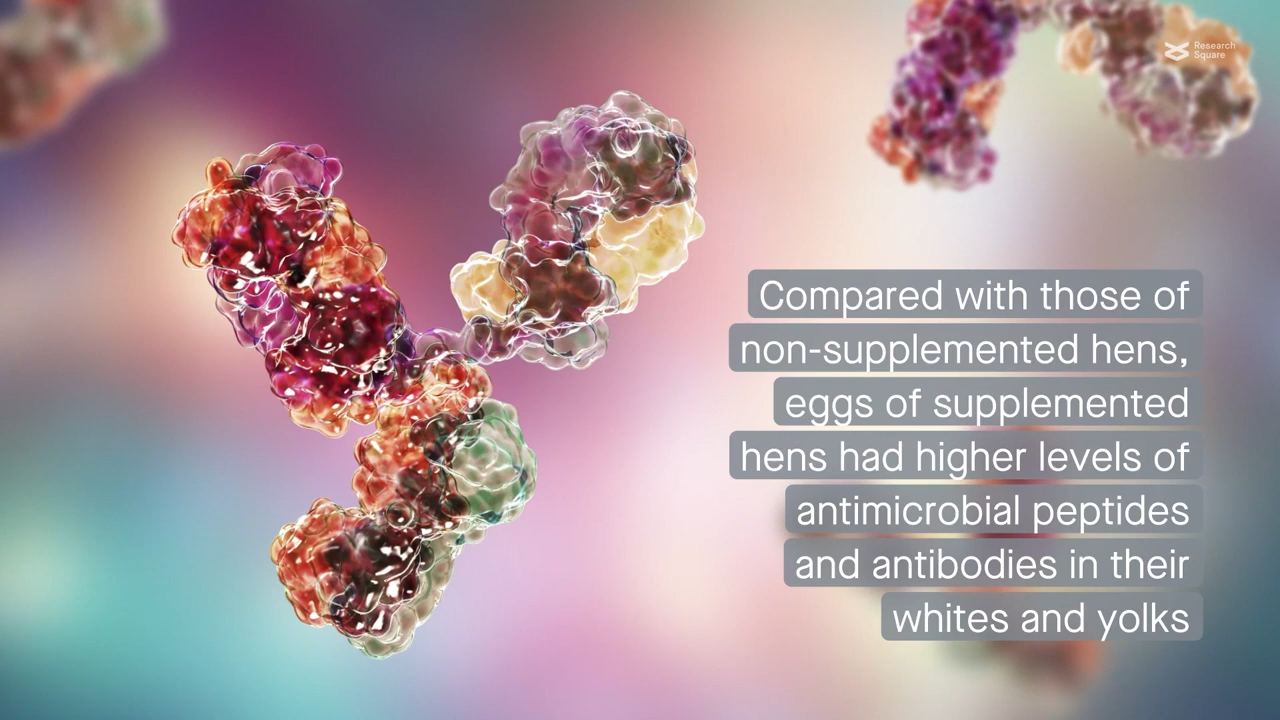 Research
Square
Compared with those of
non-supplemented hens,
eggs of supplemented
hens had higher levels of
antimicrobial peptides
and antibodies in their
whites and yolks